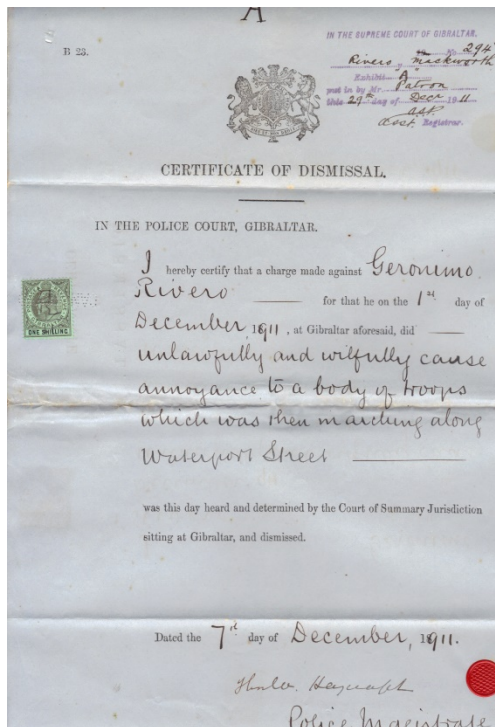 A
B 23.
IN THE SUPREME COURT OF GIBRALTAR.
19 No. 294
Rivero v. Mackworth
Exhibit "A"
put in by Mr. Patron
this 29th day of Decr 1911
Asst. Registrar
CERTIFICATE OF DISMISSAL.
IN THE POLICE COURT, GIBRALTAR.
I hereby certify that a charge made against Geronimo
Rivero for that he on the 1st day of
December 1911, at Gibraltar aforesaid, did
unlawfully and wilfully cause
annoyance to a body of troops
which was then marching along
Waterport Street
ONE SHILLING
was this day heard and determined by the Court of Summary Jurisdiction
sitting at Gibraltar, and dismissed.
Dated the 7th day of December, 1911.
Police Magistrate